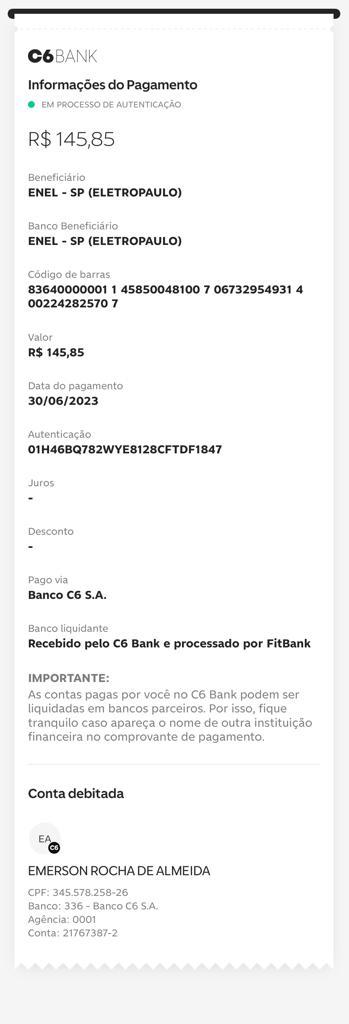 C6BANK
Informações do Pagamento
EM PROCESSO DE AUTENTICAÇÃO
R$ 145,85
Beneficiário
ENEL - SP (ELETROPAULO)
Banco Beneficiário
ENEL - SP (ELETROPAULO)
Código de barras
83640000001 1 45850048100 7 06732954931 4
00224282570 7
Valor
R$ 145,85
Data do pagamento
30/06/2023
Autenticação
01H46BQ782WYE8128CFTDF1847
Juros
-
Desconto
-
Pago via
Banco C6 S.A.
Banco liquidante
Recebido pelo C6 Bank e processado por FitBank
IMPORTANTE:
As contas pagas por você no C6 Bank podem ser
liquidadas em bancos parceiros. Por isso, fique
tranquilo caso apareça o nome de outra instituição
financeira no comprovante de pagamento.
Conta debitada
EA
C6
EMERSON ROCHA DE ALMEIDA
CPF: 345.578.258-26
Banco: 336 - Banco C6 S.A.
Agência: 0001
Conta: 21767387-2